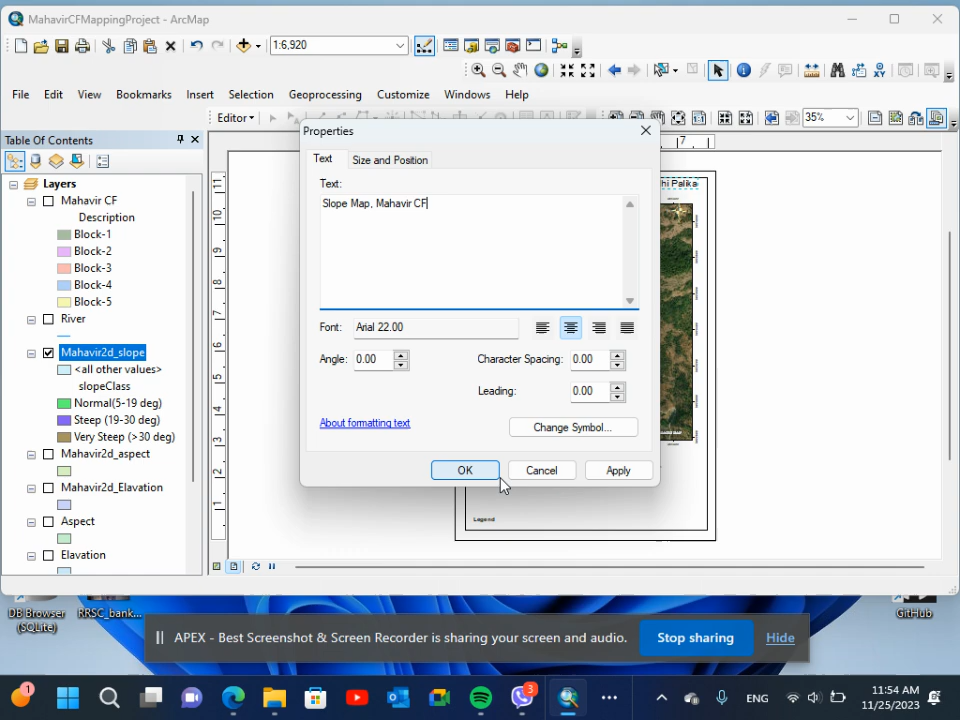 MahavirCFMappingProject - ArcMap
1:6,920
File Edit View Bookmarks Insert Selection Geoprocessing Customize Windows Help
Editor
35%
Table Of Contents
Layers
Mahavir CF
Description
Block-1
Block-2
Block-3
Block-4
Block-5
River
Mahavir2d_slope
<all other values>
slopeClass
Normal(5-19 deg)
Steep (19-30 deg)
Very Steep (>30 deg)
Mahavir2d_aspect
Mahavir2d_Elavation
Aspect
Elavation
Properties
Text Size and Position
Text:
Slope Map, Mahavir CF
Font: Arial 22.00
Angle: 0.00 Character Spacing: 0.00
Leading: 0.00
About formatting text Change Symbol...
OK Cancel Apply
7
hi Palika
Legend
DB Browser
(SQLite)
RRSC_bank...
GitHub
APEX - Best Screenshot & Screen Recorder is sharing your screen and audio. Stop sharing Hide
1
3
ENG
11:54 AM
11/25/2023